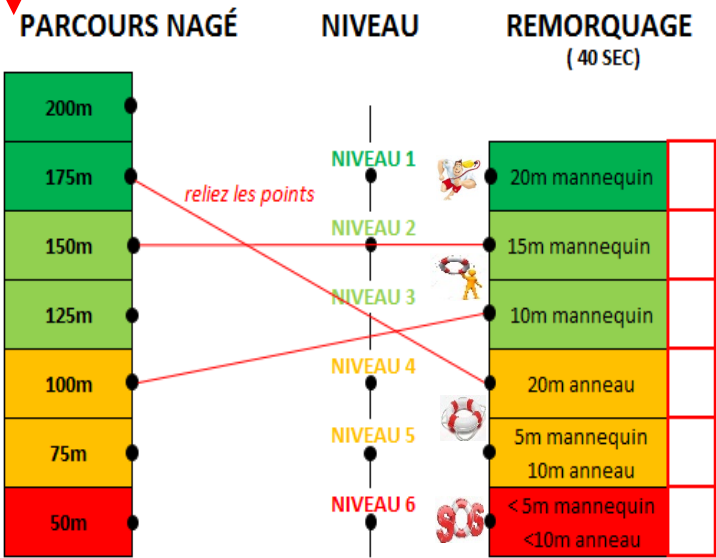 PARCOURS NAGÉ
NIVEAU
REMORQUAGE
( 40 SEC)
200m
175m
150m
125m
100m
75m
50m
reliez les points
NIVEAU 1
NIVEAU 2
NIVEAU 3
NIVEAU 4
NIVEAU 5
NIVEAU 6
SOS
20m mannequin
15m mannequin
10m mannequin
20m anneau
5m mannequin
10m anneau
< 5m mannequin
<10m anneau